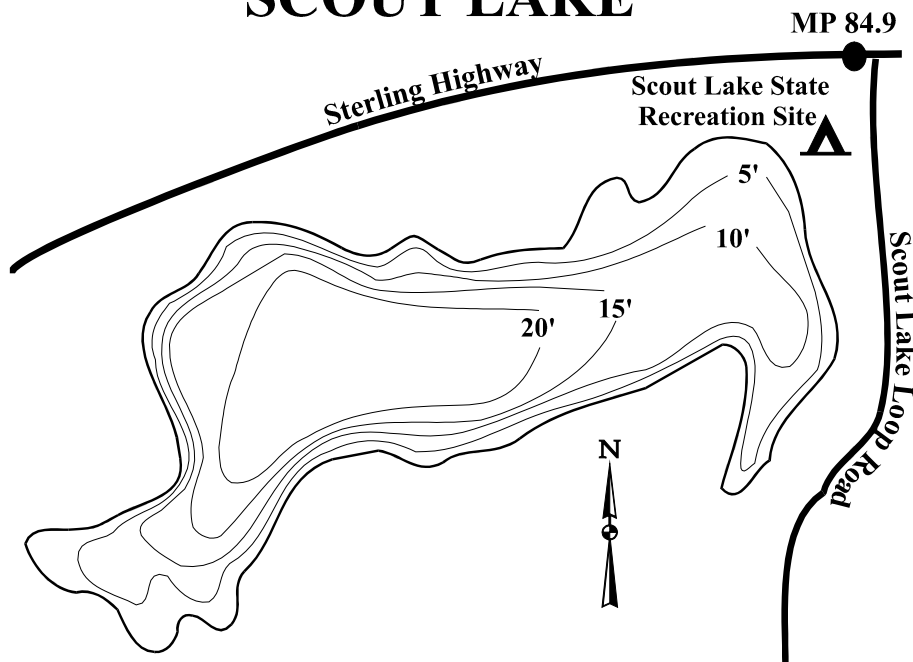 SCOUT LAKE
MP 84.9
Sterling Highway
Scout Lake State
Recreation Site
5'
10'
15'
20'
Scout Lake Loop Road
N